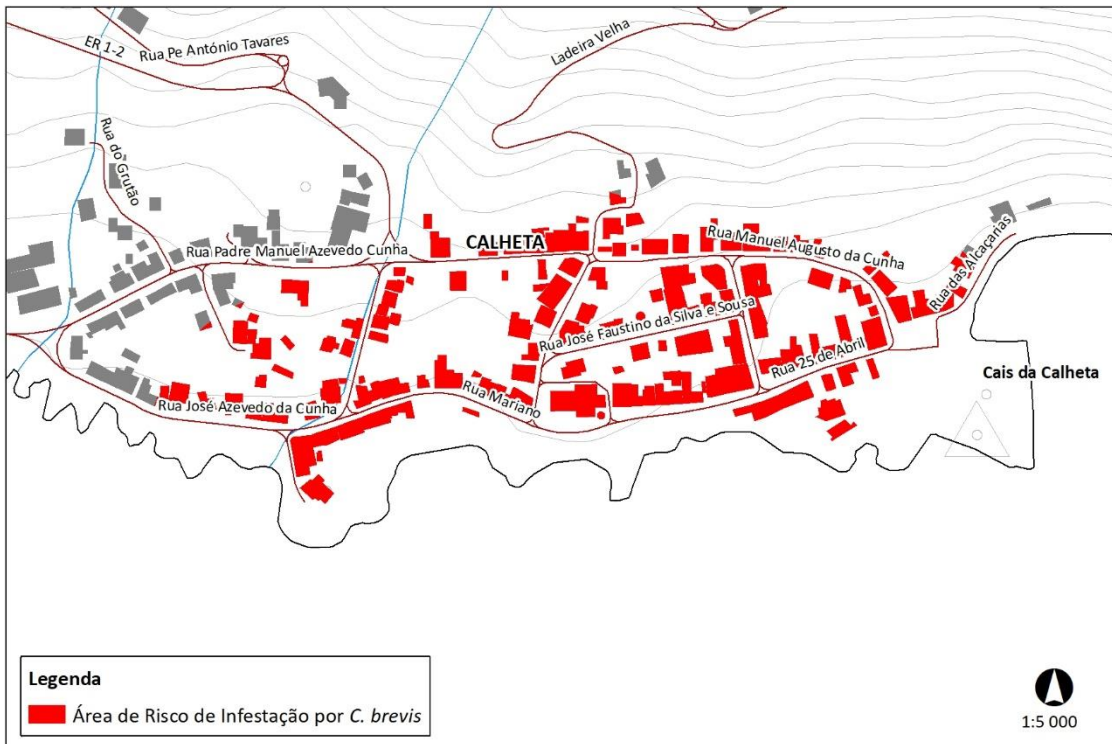 ER 1-2
Rua Pe António Tavares
Ladeira Velha
Rua do Grutão
Rua Padre Manuel Azevedo Cunha
CALHETA
Rua Manuel Augusto da Cunha
Rua das Alcaçarias
Rua José Faustino da Silva e Sousa
Rua 25 de Abril
Cais da Calheta
Rua José Azevedo da Cunha
Rua Mariano
Legenda
Área de Risco de Infestação por C. brevis
1:5 000